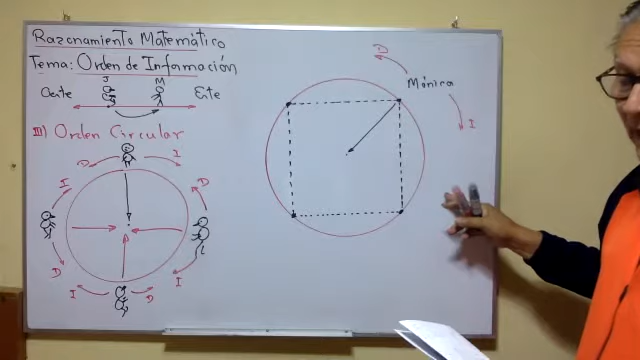 Razonamiento Matemático
Tema: Orden de Información
J M
Oeste Este
III) Orden Circular
D I
I D
D I
I D
D
Mónica
I